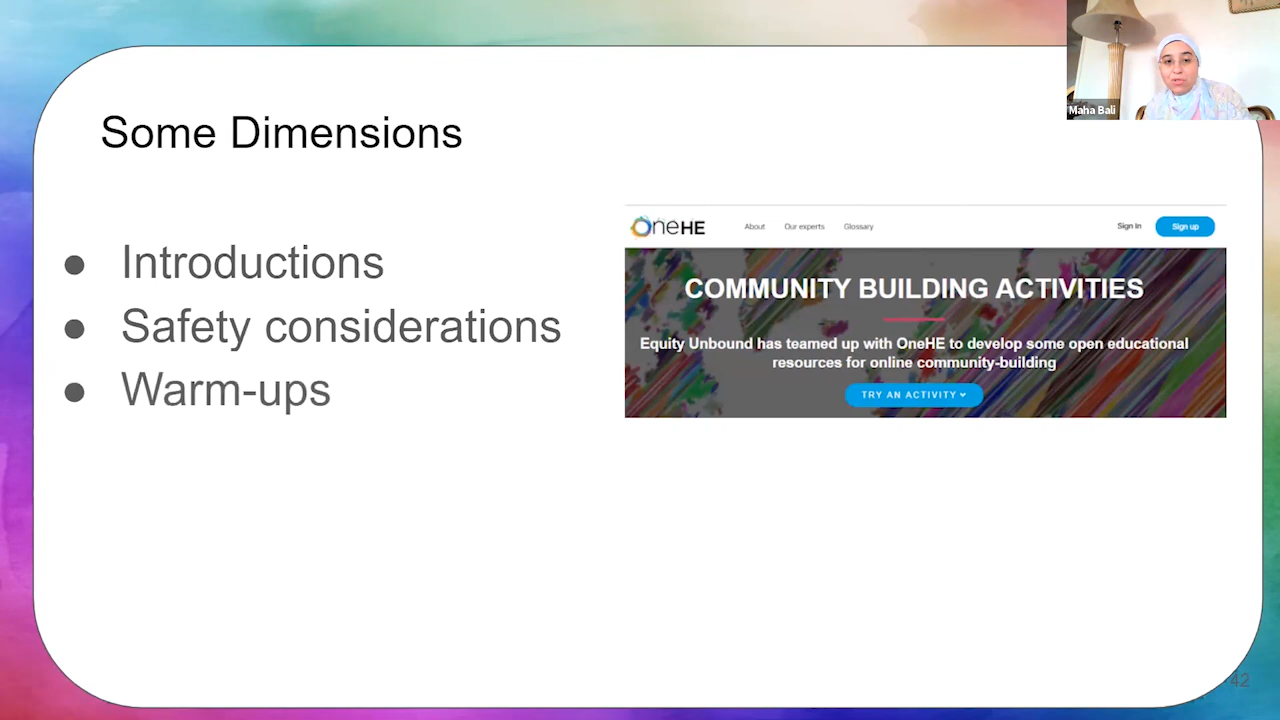 Maha Bali
Some Dimensions
● Introductions
● Safety considerations
● Warm-ups
OneHE
About Our experts Glossary
Sign In Sign up
COMMUNITY BUILDING ACTIVITIES
Equity Unbound has teamed up with OneHE to develop some open educational
resources for online community-building
TRY AN ACTIVITY
42